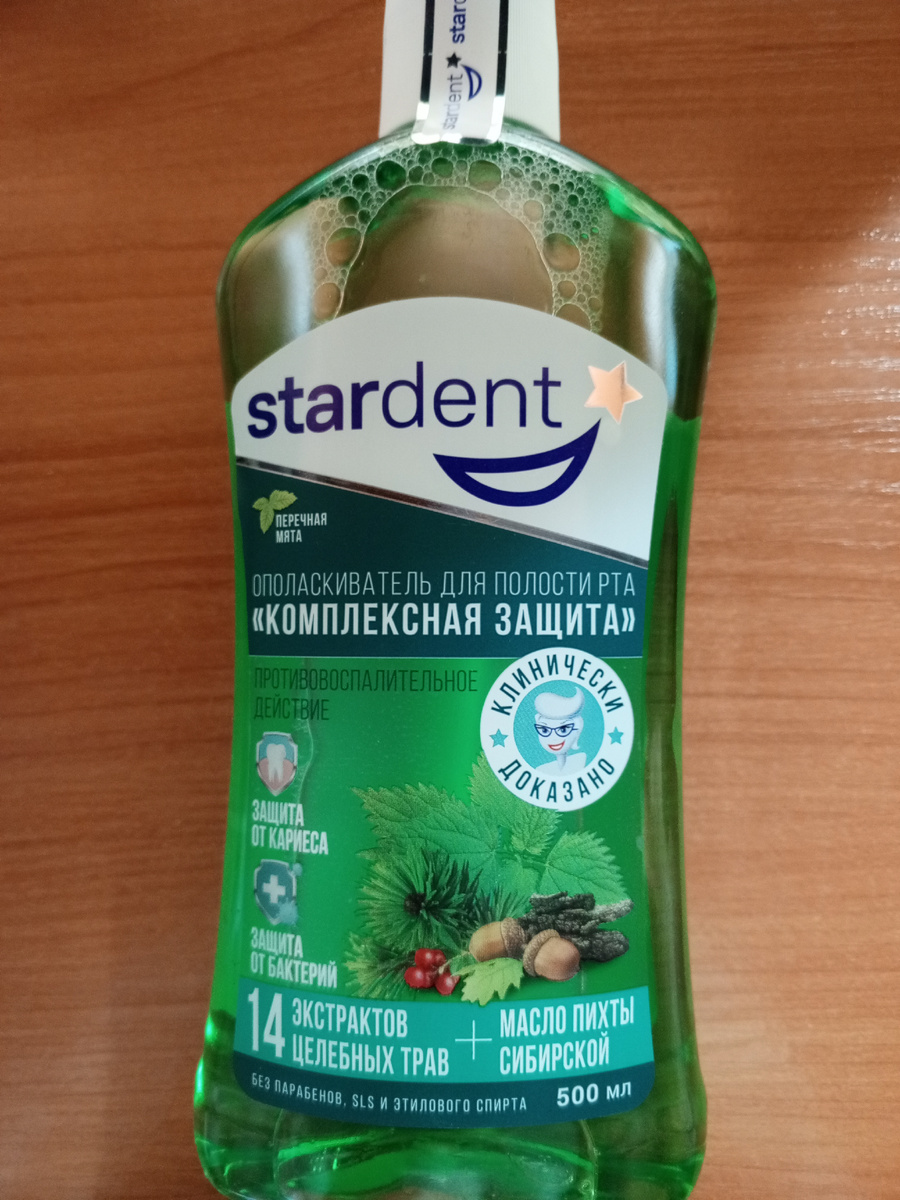 stardent
star
stardent
ПЕРЕЧНАЯ
МЯТА
ОПОЛАСКИВАТЕЛЬ ДЛЯ ПОЛОСТИ РТА
«КОМПЛЕКСНАЯ ЗАЩИТА»
ПРОТИВОВОСПАЛИТЕЛЬНОЕ
ДЕЙСТВИЕ
КЛИНИЧЕСКИ
ДОКАЗАНО
ЗАЩИТА
ОТ КАРИЕСА
ЗАЩИТА
ОТ БАКТЕРИЙ
14 ЭКСТРАКТОВ
ЦЕЛЕБНЫХ ТРАВ
+
МАСЛО ПИХТЫ
СИБИРСКОЙ
БЕЗ ПАРАБЕНОВ, SLS И ЭТИЛОВОГО СПИРТА
500 МЛ